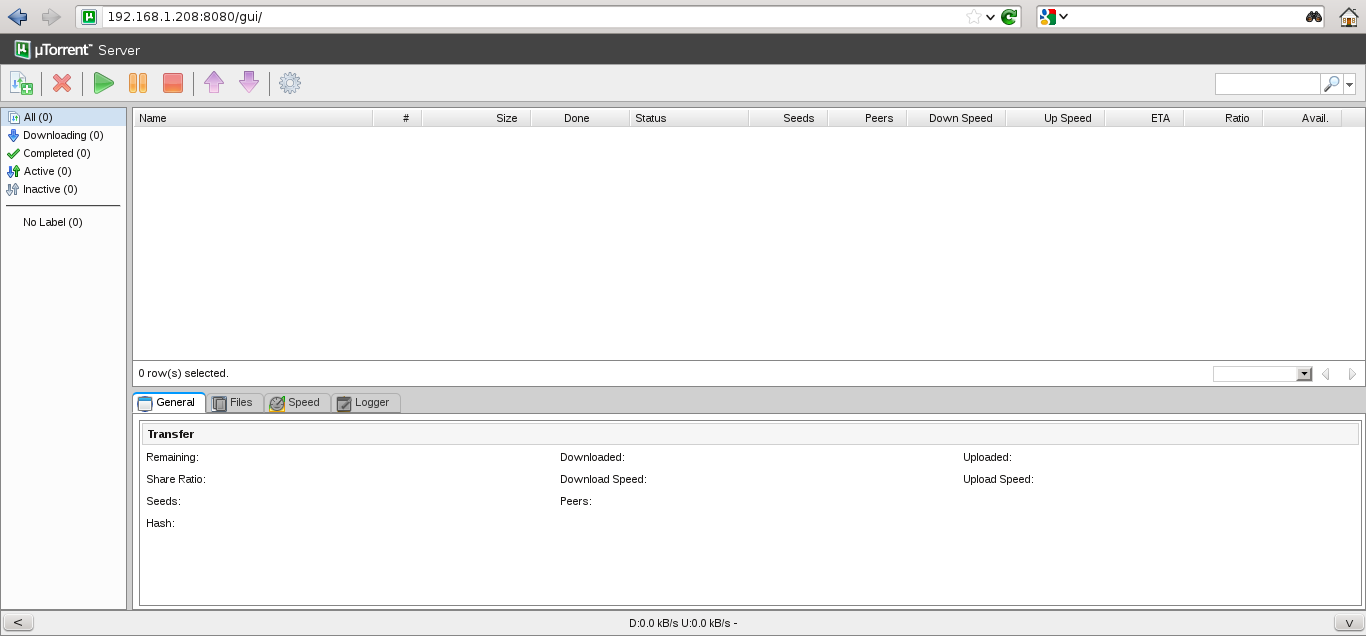 192.168.1.208:8080/gui/
µTorrent™ Server
All (0)
Downloading (0)
Completed (0)
Active (0)
Inactive (0)
No Label (0)
Name # Size Done Status Seeds Peers Down Speed Up Speed ETA Ratio Avail.
0 row(s) selected.
General Files Speed Logger
Transfer
Remaining: Downloaded: Uploaded:
Share Ratio: Download Speed: Upload Speed:
Seeds: Peers:
Hash:
< D:0.0 kB/s U:0.0 kB/s - V